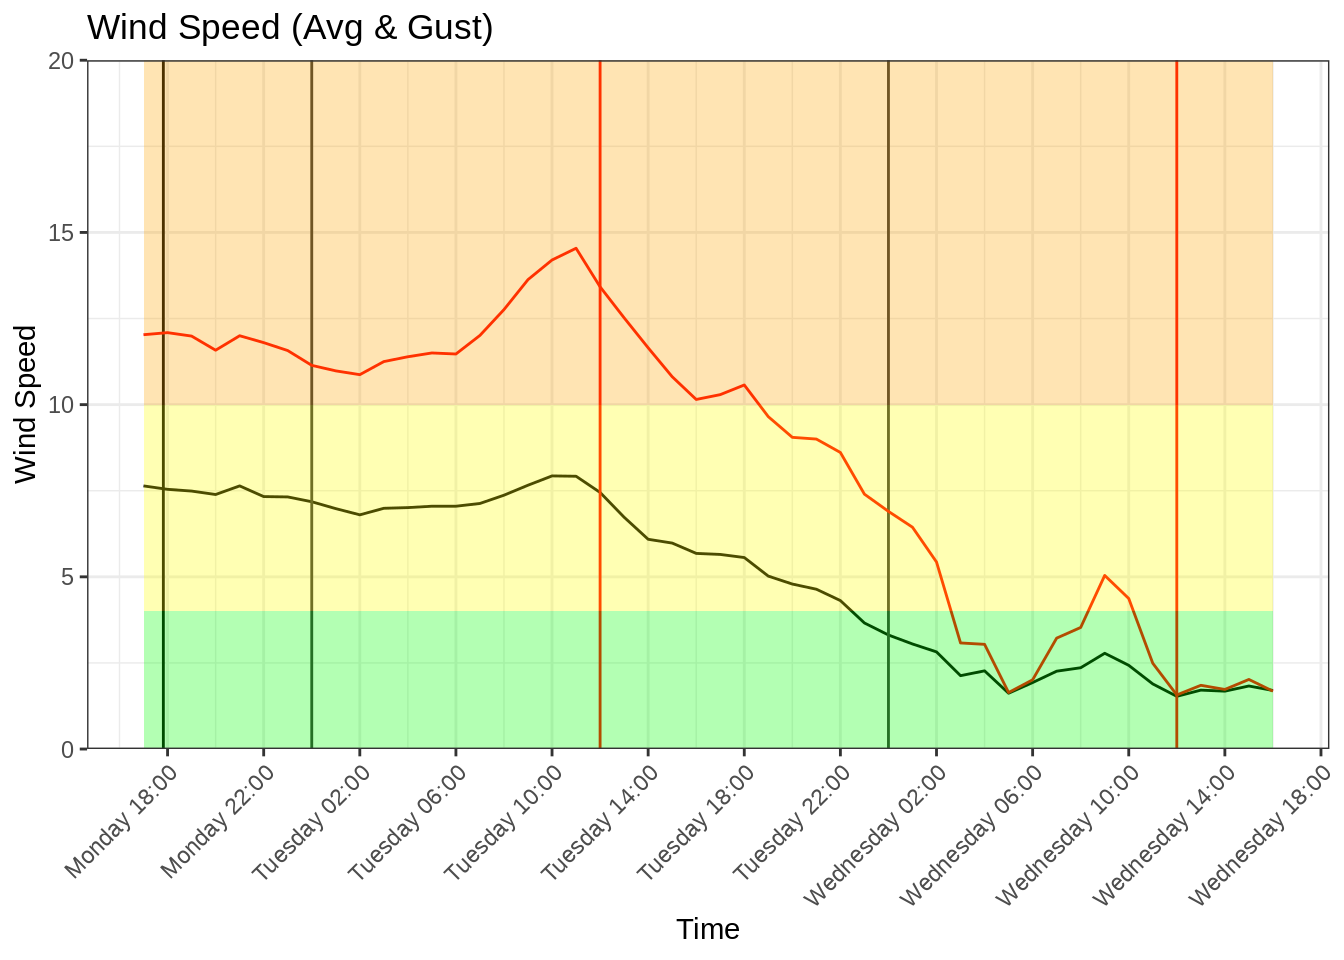 Wind Speed (Avg & Gust)
20
15
10
5
0
Wind Speed
Monday 18:00
Monday 22:00
Tuesday 02:00
Tuesday 06:00
Tuesday 10:00
Tuesday 14:00
Tuesday 18:00
Tuesday 22:00
Wednesday 02:00
Wednesday 06:00
Wednesday 10:00
Wednesday 14:00
Wednesday 18:00
Time